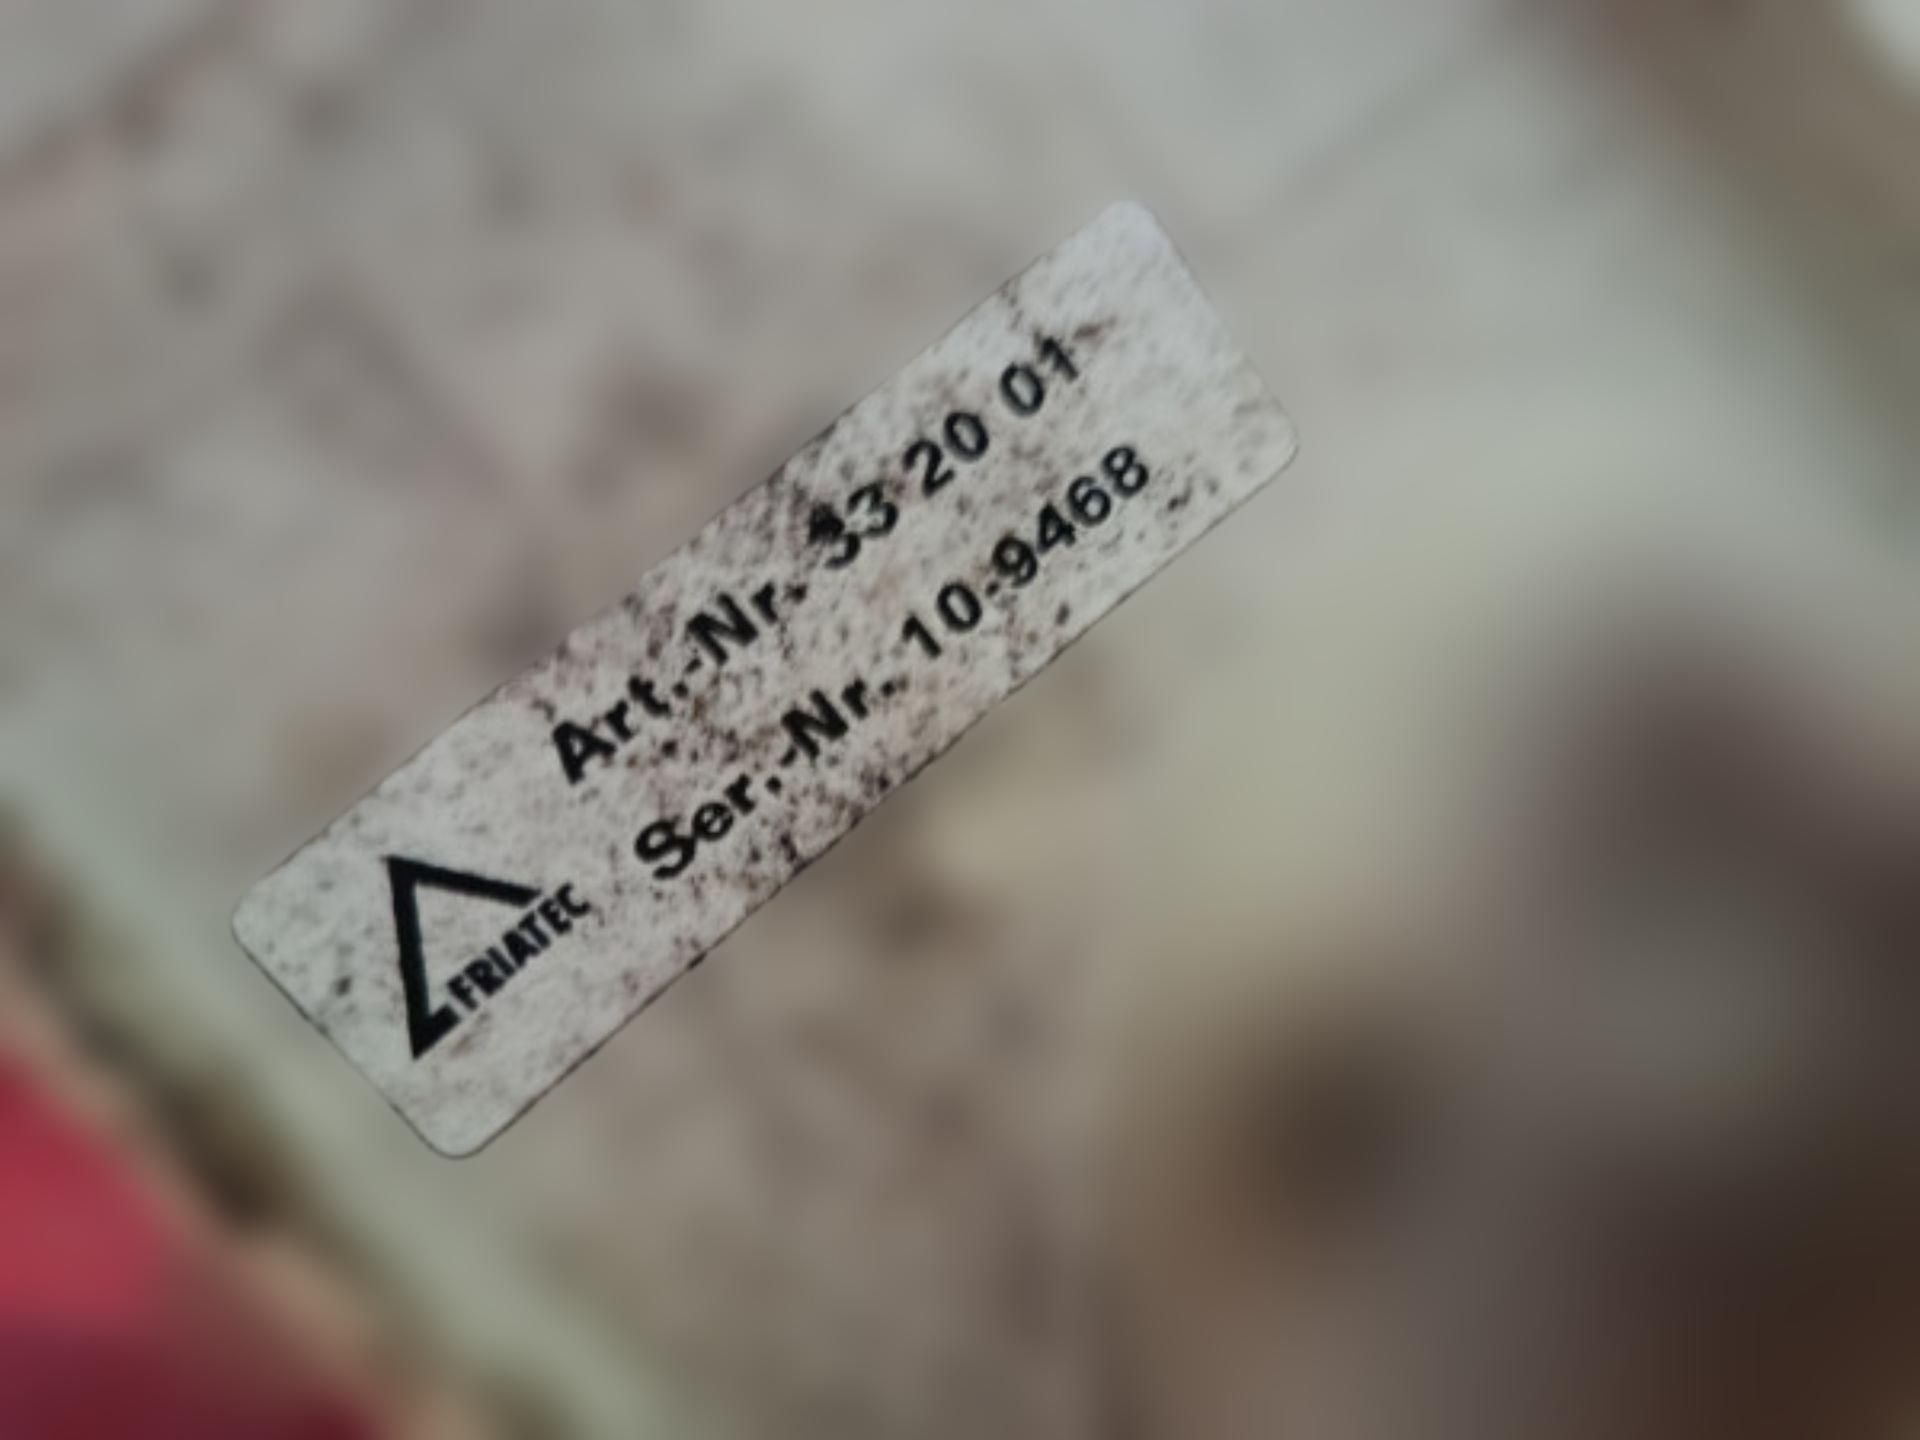 Art.-Nr. 33 20 01
Ser.-Nr. 10-9468
FRIATEC